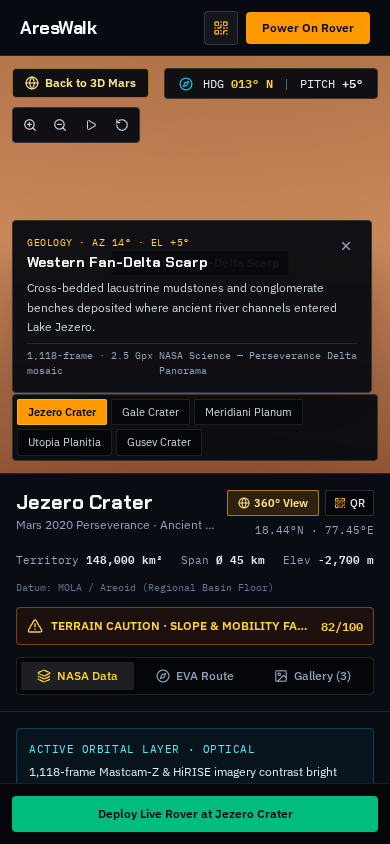 AresWalk
Power On Rover
Back to 3D Mars
HDG 013° N | PITCH +5°
GEOLOGY · AZ 14° · EL +5°
Western Fan-Delta Scarp
Cross-bedded lacustrine mudstones and conglomerate
benches deposited where ancient river channels entered
Lake Jezero.
1,118-frame · 2.5 Gpx mosaic
NASA Science — Perseverance Delta Panorama
Jezero Crater
Gale Crater
Meridiani Planum
Utopia Planitia
Gusev Crater
Jezero Crater
360° View
QR
Mars 2020 Perseverance · Ancient ...
18.44°N · 77.45°E
Territory 148,000 km² Span Ø 45 km Elev -2,700 m
Datum: MOLA / Areoid (Regional Basin Floor)
TERRAIN CAUTION · SLOPE & MOBILITY FA... 82/100
NASA Data
EVA Route
Gallery (3)
ACTIVE ORBITAL LAYER · OPTICAL
1,118-frame Mastcam-Z & HiRISE imagery contrast bright
Deploy Live Rover at Jezero Crater